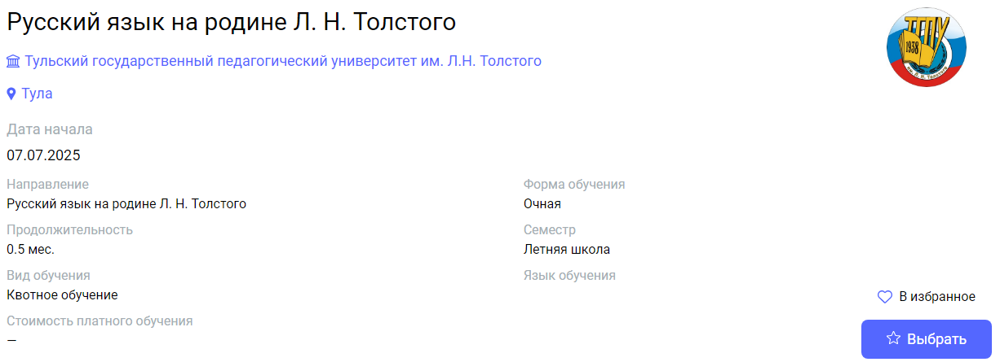 Русский язык на родине Л. Н. Толстого
ТГПУ
1938
им. Л. Н. Толстого
Тульский государственный педагогический университет им. Л.Н. Толстого
Тула
Дата начала
07.07.2025
Направление
Форма обучения
Русский язык на родине Л. Н. Толстого
Очная
Продолжительность
Семестр
0.5 мес.
Летняя школа
Вид обучения
Язык обучения
Квотное обучение
В избранное
Стоимость платного обучения
—
Выбрать